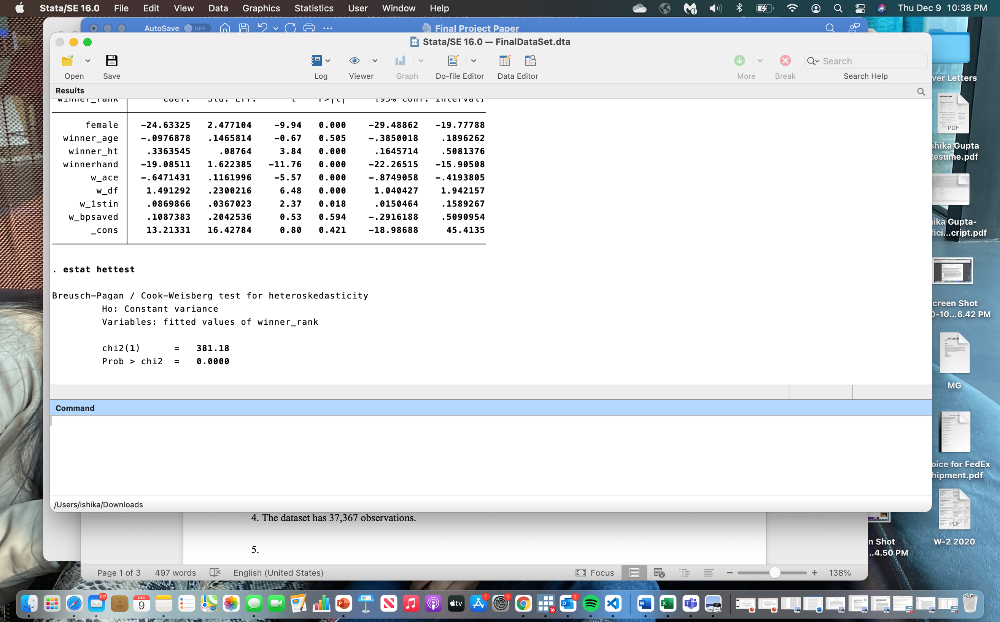 Stata/SE 16.0 File Edit View Data Graphics Statistics User Window Help Thu Dec 9 10:38 PM
AutoSave OFF Final Project Paper
Stata/SE 16.0 — FinalDataSet.dta
Search
Open Save Log Viewer Graph Do-file Editor Data Editor More Break Search Help
Results
winner_rank Coef. Std. Err. t P>|t| [95% Conf. Interval]
female -24.63325 2.477104 -9.94 0.000 -29.48862 -19.77788
winner_age -.0976878 .1465814 -0.67 0.505 -.3850018 .1896262
winner_ht .3363545 .08764 3.84 0.000 .1645714 .5081376
winnerhand -19.08511 1.622385 -11.76 0.000 -22.26515 -15.90508
w_ace -.6471431 .1161996 -5.57 0.000 -.8749058 -.4193805
w_df 1.491292 .2300216 6.48 0.000 1.040427 1.942157
w_1stin .0869866 .0367023 2.37 0.018 .0150464 .1589267
w_bpsaved .1087383 .2042536 0.53 0.594 -.2916188 .5090954
_cons 13.21331 16.42784 0.80 0.421 -18.98688 45.4135
. estat hettest
Breusch-Pagan / Cook-Weisberg test for heteroskedasticity
Ho: Constant variance
Variables: fitted values of winner_rank
chi2(1) = 381.18
Prob > chi2 = 0.0000
Command
/Users/ishika/Downloads
4. The dataset has 37,367 observations.
5.
Page 1 of 3 497 words English (United States) Focus 138%
ver Letters
PDF
shika Gupta
esume.pdf
ika Gupta-
fici...cript.pdf
creen Shot
0-10...6.42 PM
MG
oice for FedEx
hipment.pdf
PDF
W-2 2020
n Shot
...4.50 PM
107
DEC
9
tv
1
1
16
2